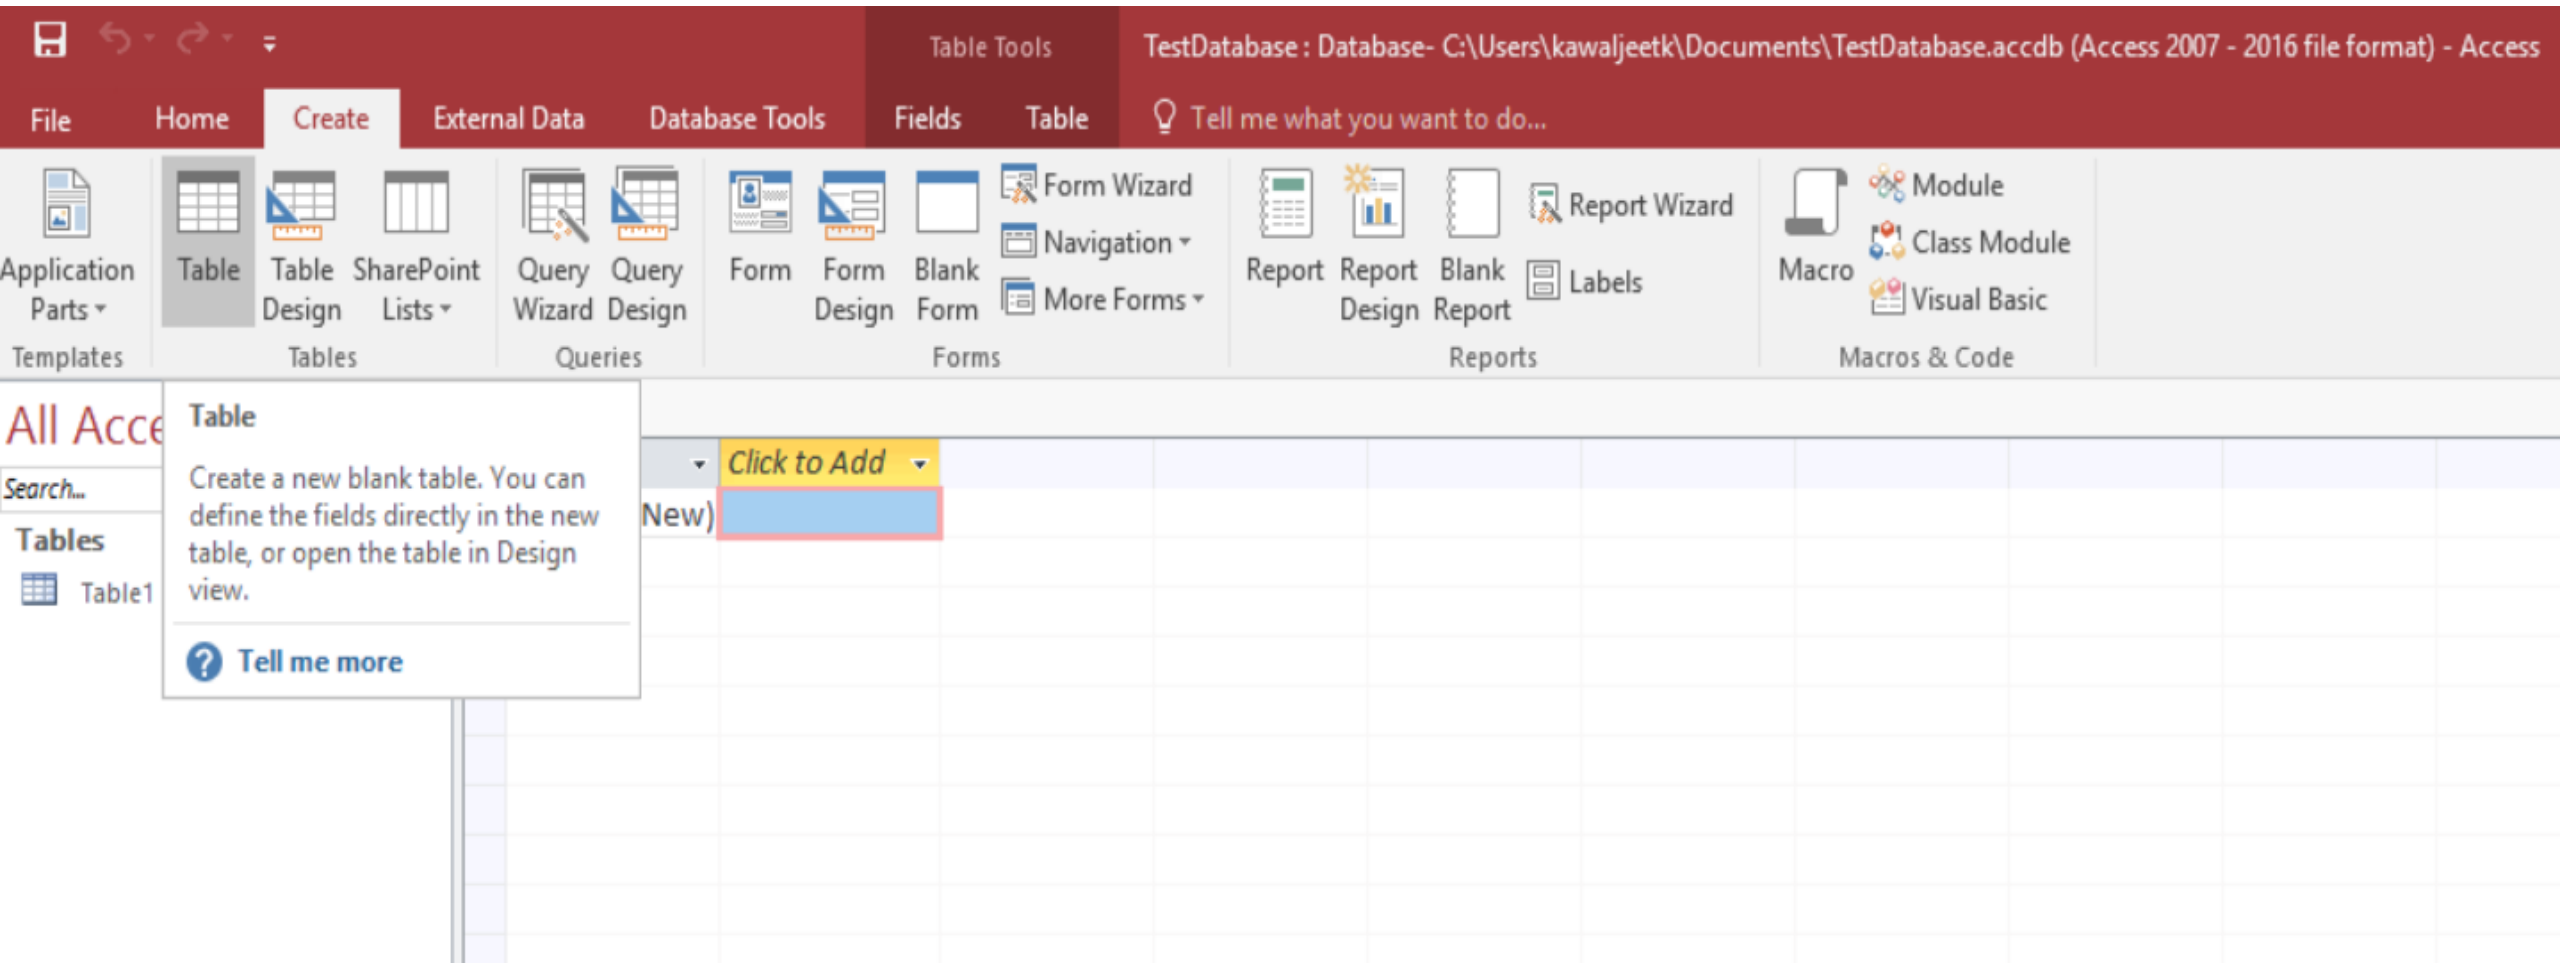 Table Tools
TestDatabase : Database- C:\Users\kawaljeetk\Documents\TestDatabase.accdb (Access 2007 - 2016 file format) - Access
File Home Create External Data Database Tools Fields Table Tell me what you want to do...
Application Parts
Table
Table Design
SharePoint Lists
Query Wizard
Query Design
Form
Form Design
Blank Form
Form Wizard
Navigation
More Forms
Report
Report Design
Blank Report
Report Wizard
Labels
Macro
Module
Class Module
Visual Basic
Templates Tables Queries Forms Reports Macros & Code
All Acce
Search...
Tables
Table1
Table
Create a new blank table. You can
define the fields directly in the new
table, or open the table in Design
view.
Tell me more
Click to Add
New)